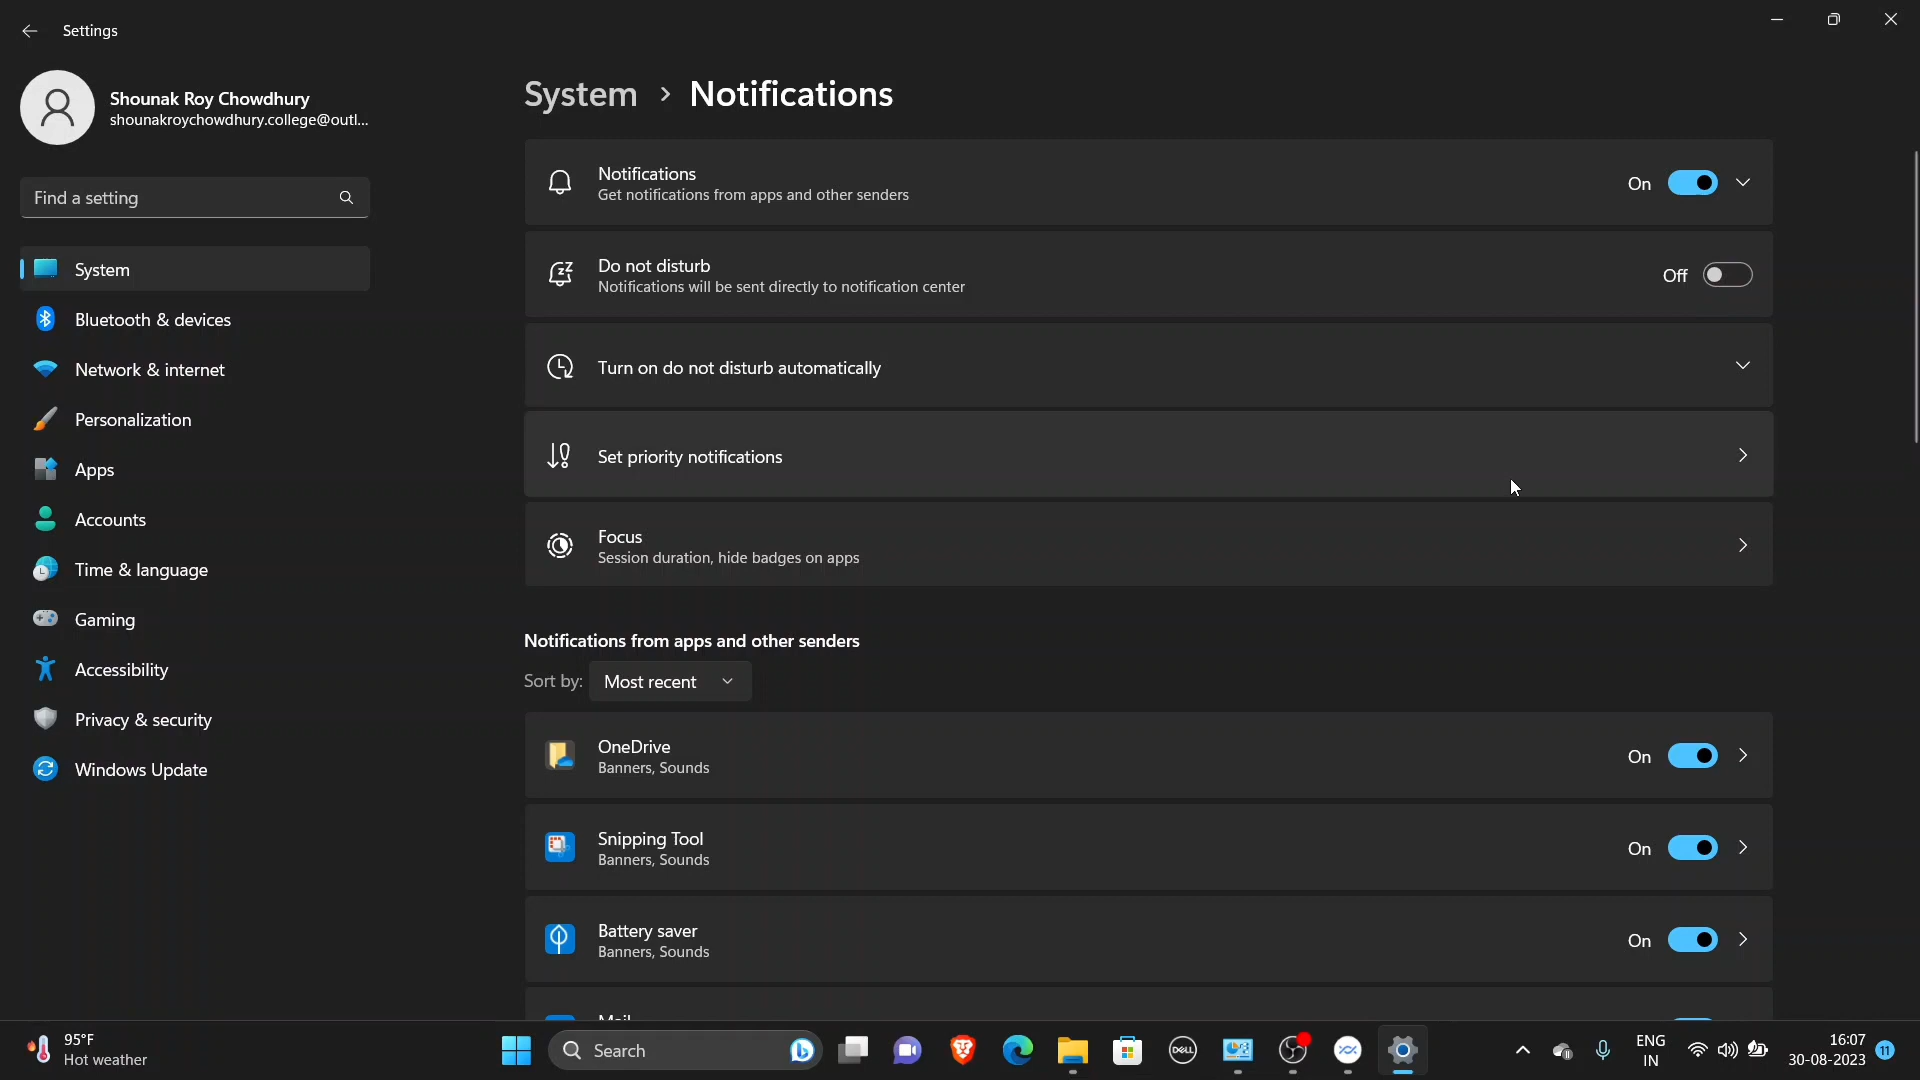 Settings
Shounak Roy Chowdhury
shounakroychowdhury.college@outl...
Find a setting
System
Bluetooth & devices
Network & internet
Personalization
Apps
Accounts
Time & language
Gaming
Accessibility
Privacy & security
Windows Update
System > Notifications
Notifications
Get notifications from apps and other senders
On
Do not disturb
Notifications will be sent directly to notification center
Off
Turn on do not disturb automatically
Set priority notifications
Focus
Session duration, hide badges on apps
Notifications from apps and other senders
Sort by: Most recent
OneDrive
Banners, Sounds
On
Snipping Tool
Banners, Sounds
On
Battery saver
Banners, Sounds
On
Mail
95°F
Hot weather
Search
DELL
ENG
IN
16:07
30-08-2023
11